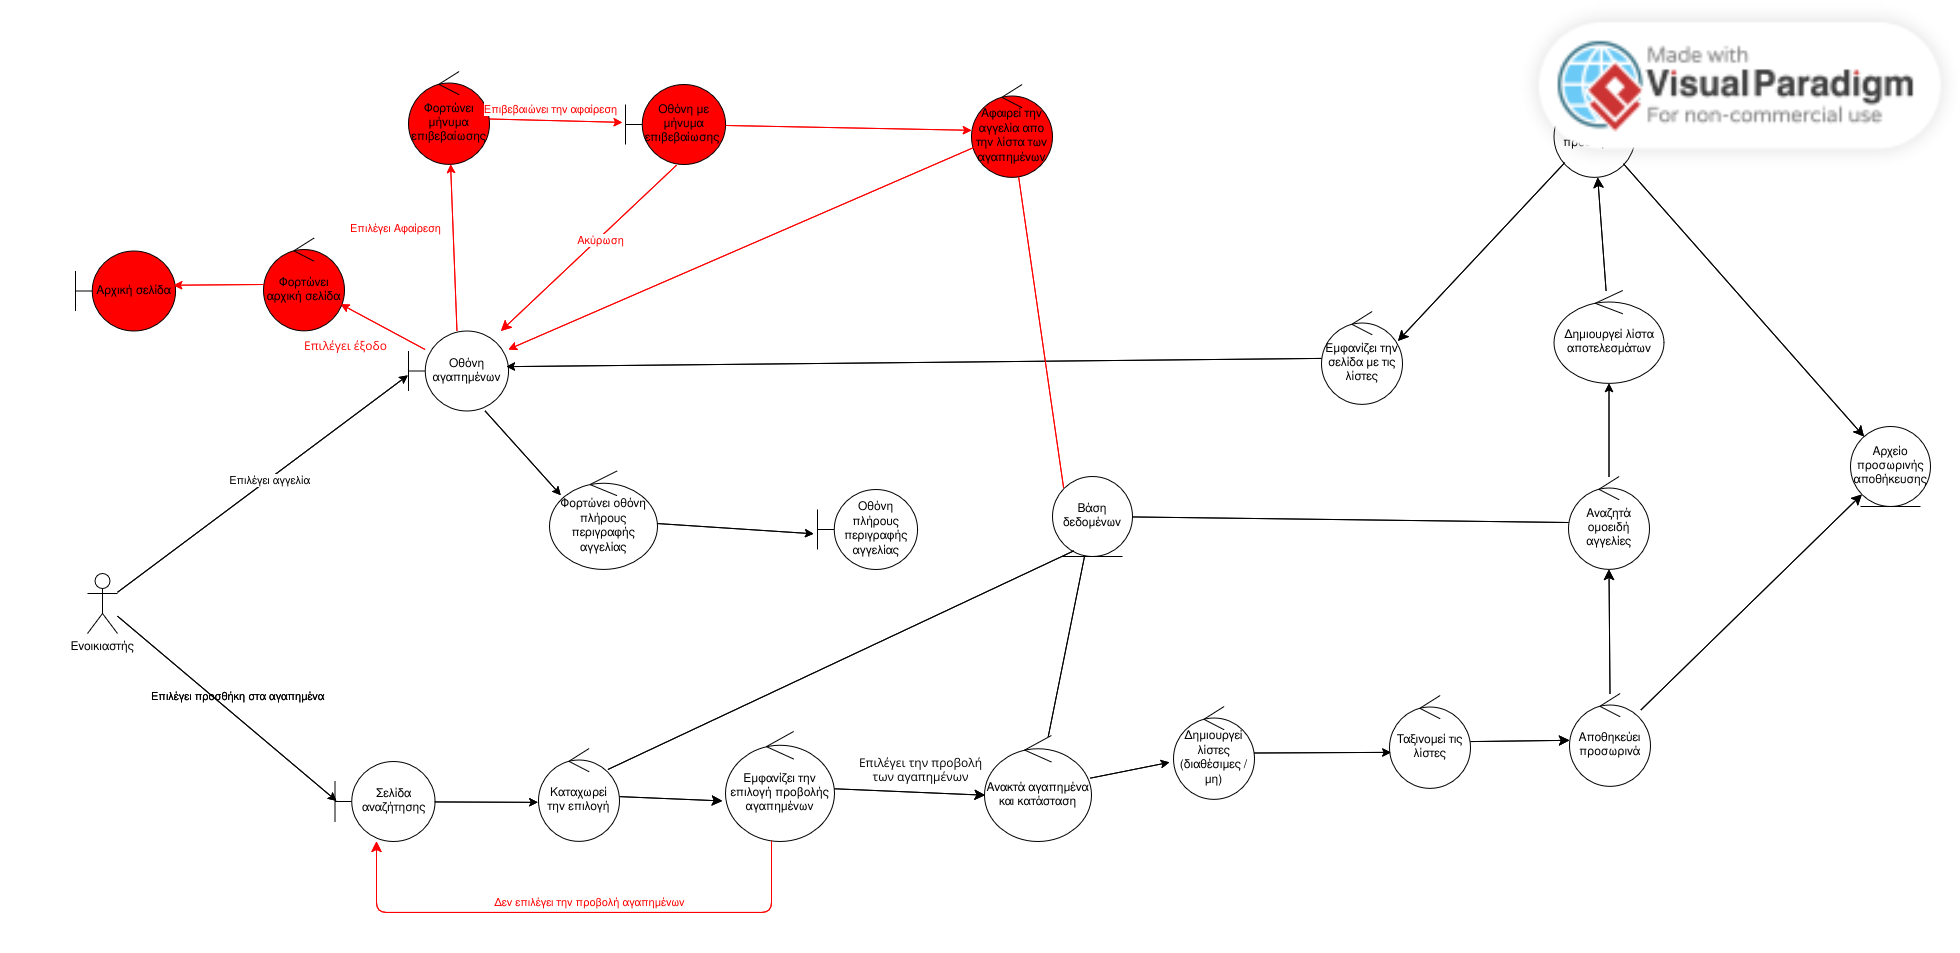 Made with
Visual Paradigm
For non-commercial use
Φορτώνει
μήνυμα
επιβεβαίωσης
Επιβεβαιώνει την αφαίρεση
Οθόνη με
μήνυμα
επιβεβαίωσης
Αφαιρεί την
αγγελία απο
την λίστα των
αγαπημένων
Επιλέγει Αφαίρεση
Ακύρωση
Αρχική σελίδα
Φορτώνει
αρχική σελίδα
Επιλέγει έξοδο
Οθόνη
αγαπημένων
Εμφανίζει την
σελίδα με τις
λίστες
Δημιουργεί λίστα
αποτελεσμάτων
Αρχείο
προσωρινής
αποθήκευσης
Επιλέγει αγγελία
Φορτώνει οθόνη
πλήρους
περιγραφής
αγγελίας
Οθόνη
πλήρους
περιγραφής
αγγελίας
Βάση
δεδομένων
Αναζητά
ομοειδή
αγγελίες
Ενοικιαστής
Επιλέγει προσθήκη στα αγαπημένα
Σελίδα
αναζήτησης
Καταχωρεί
την επιλογή
Εμφανίζει την
επιλογή προβολής
αγαπημένων
Επιλέγει την προβολή
των αγαπημένων
Ανακτά αγαπημένα
και κατάσταση
Δημιουργεί
λίστες
(διαθέσιμες /
μη)
Ταξινομεί τις
λίστες
Αποθηκεύει
προσωρινά
Δεν επιλέγει την προβολή αγαπημένων